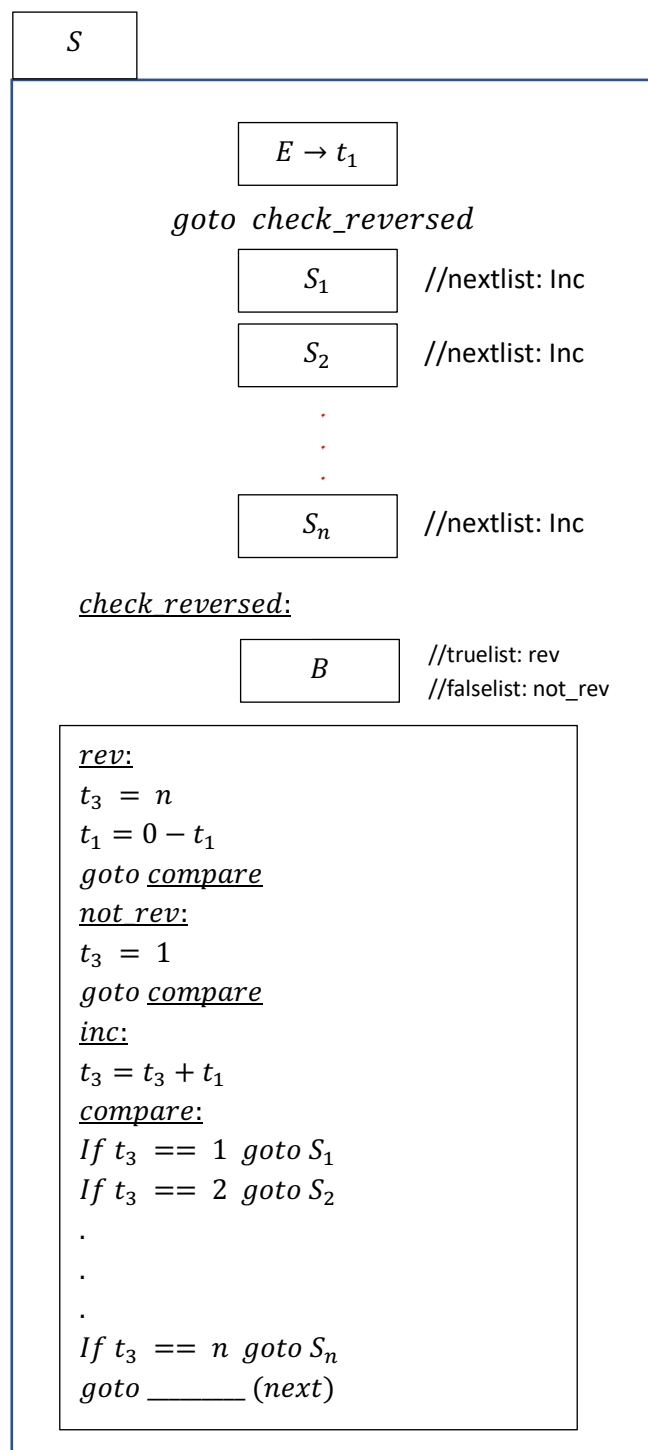 S
E → t₁
goto check_reversed
S₁ //nextlist: Inc
S₂ //nextlist: Inc
.
.
.
Sₙ //nextlist: Inc
check_reversed:
B //truelist: rev
//falselist: not_rev
rev:
t₃ = n
t₁ = 0 − t₁
goto compare
not_rev:
t₃ = 1
goto compare
inc:
t₃ = t₃ + t₁
compare:
If t₃ == 1 goto S₁
If t₃ == 2 goto S₂
.
.
.
If t₃ == n goto Sₙ
goto ________ (next)